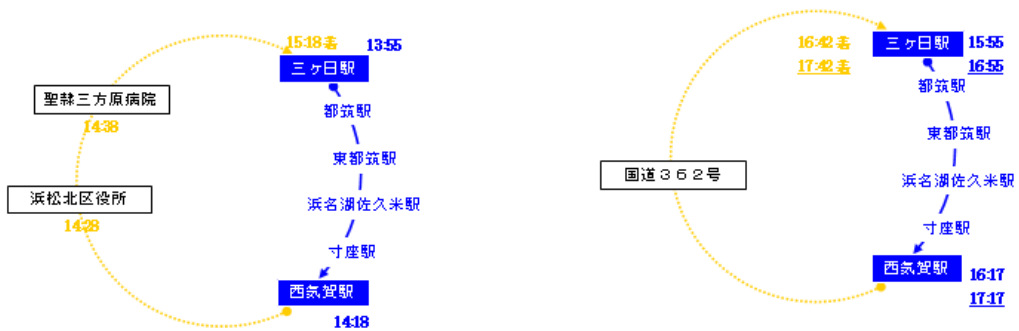 15:18着 13:55
三ヶ日駅
都筑駅
聖隷三方原病院
14:38
東都筑駅
浜松北区役所
浜名湖佐久米駅
14:28
寸座駅
西気賀駅
14:18
16:42着 三ヶ日駅 15:55
17:42着 16:55
都筑駅
東都筑駅
国道362号
浜名湖佐久米駅
寸座駅
西気賀駅 16:17
17:17